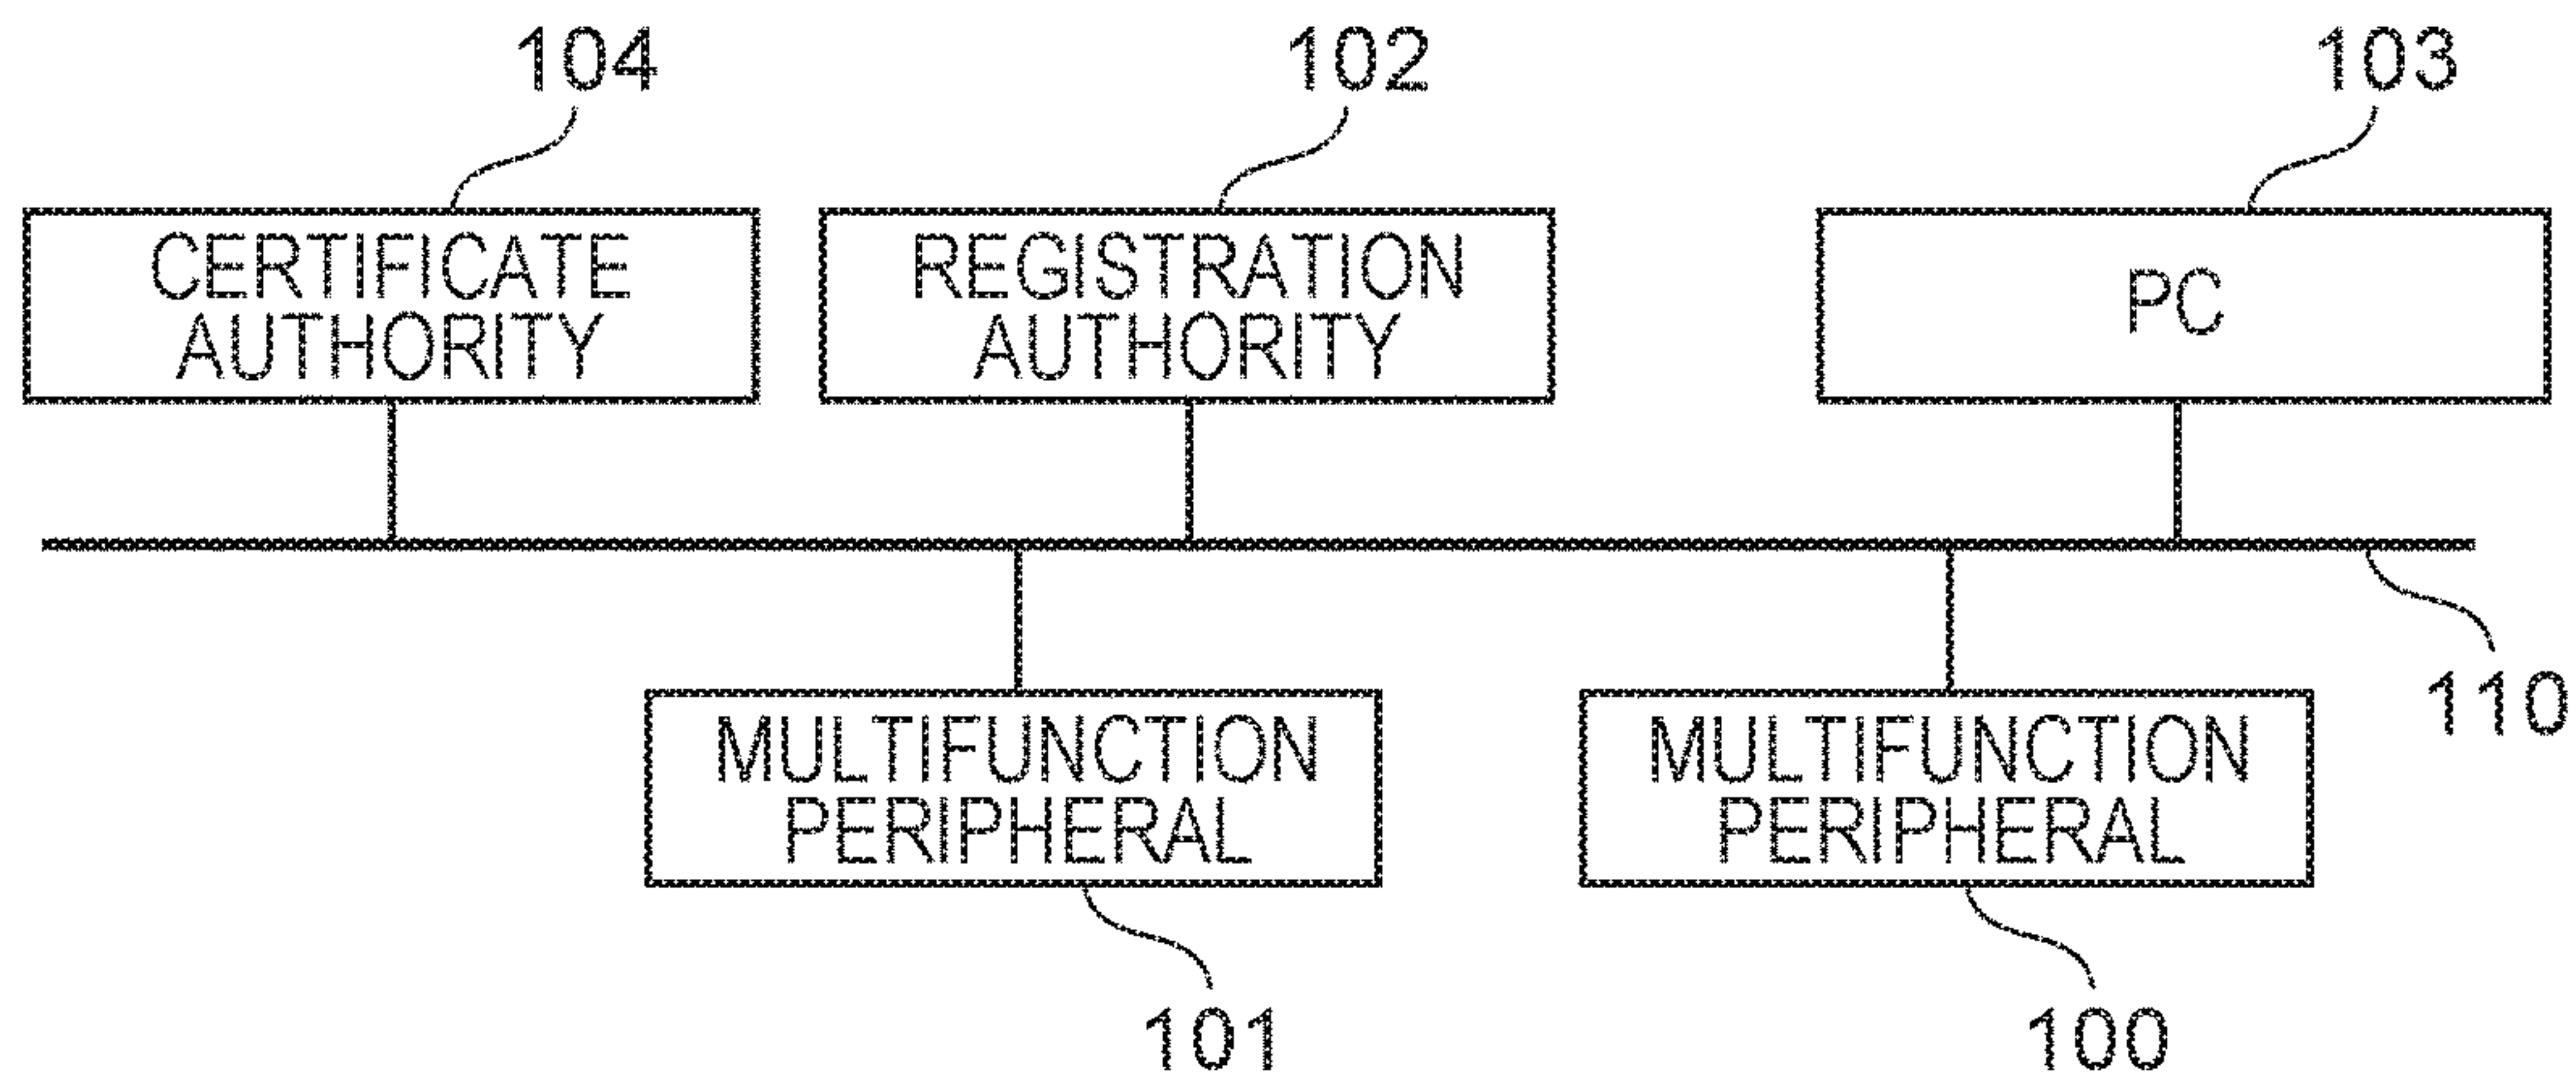 104
102
103
CERTIFICATE
AUTHORITY
REGISTRATION
AUTHORITY
PC
110
MULTIFUNCTION
PERIPHERAL
MULTIFUNCTION
PERIPHERAL
101
100